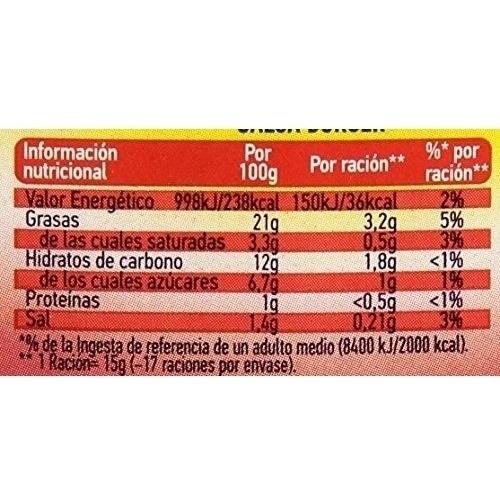 Información nutricional Por 100g Por ración** %* por ración**
Valor Energético 998kJ/238kcal 150kJ/36kcal 2%
Grasas 21g 3,2g 5%
de las cuales saturadas 3,3g 0,5g 3%
Hidratos de carbono 12g 1,8g <1%
de los cuales azúcares 6,7g 1g 1%
Proteínas 1g <0,5g <1%
Sal 1,4g 0,21g 3%
*% de la Ingesta de referencia de un adulto medio (8400 kJ/2000 kcal).
** 1 Ración= 15g (~17 raciones por envase).